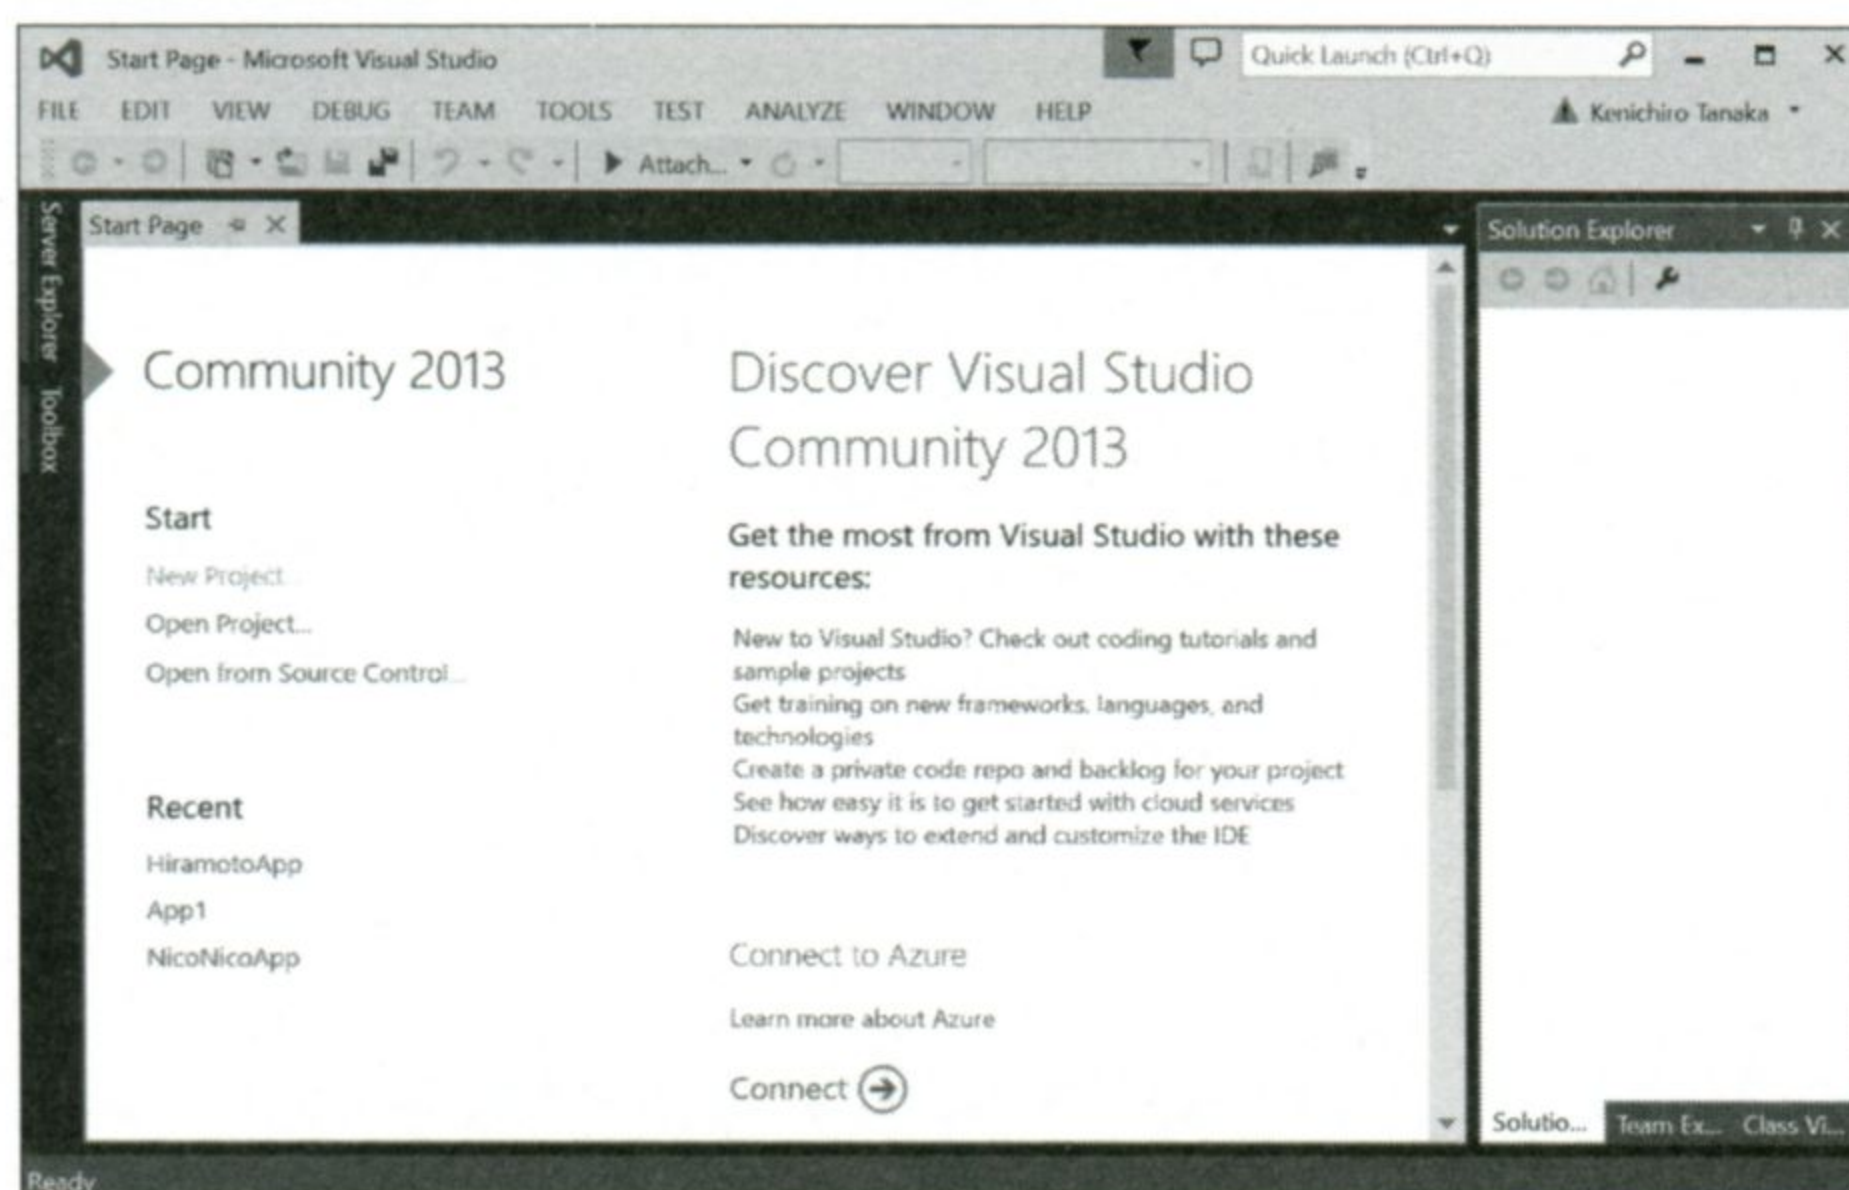 Start Page - Microsoft Visual Studio
Quick Launch (Ctrl+Q)
FILE EDIT VIEW DEBUG TEAM TOOLS TEST ANALYZE WINDOW HELP
Kenichiro Tanaka
Attach...
Server Explorer
Toolbox
Start Page
Community 2013
Start
New Project...
Open Project...
Open from Source Control...
Recent
HiramotoApp
App1
NicoNicoApp
Discover Visual Studio
Community 2013
Get the most from Visual Studio with these
resources:
New to Visual Studio? Check out coding tutorials and
sample projects
Get training on new frameworks, languages, and
technologies
Create a private code repo and backlog for your project
See how easy it is to get started with cloud services
Discover ways to extend and customize the IDE
Connect to Azure
Learn more about Azure
Connect
Solution Explorer
Solutio... Team Ex... Class Vi...
Ready